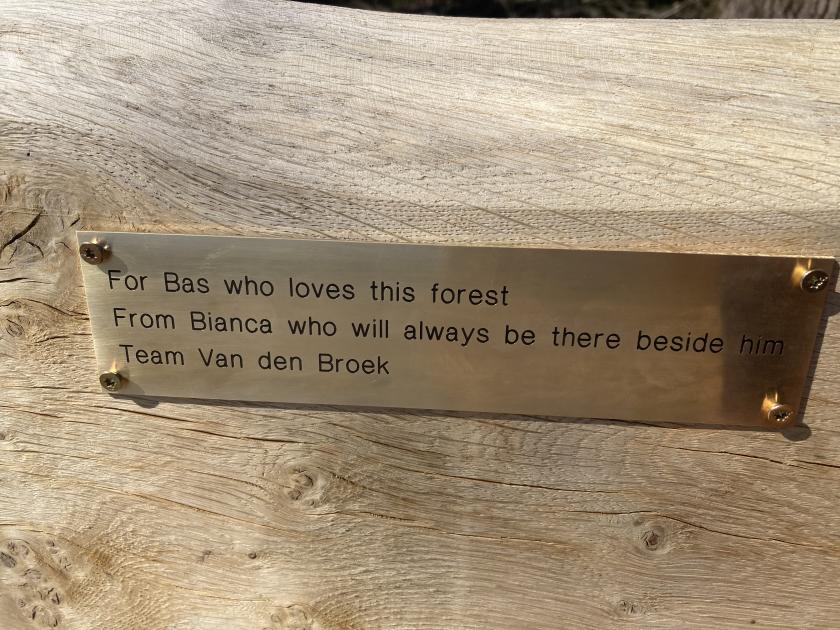 For Bas who loves this forest
From Bianca who will always be there beside him
Team Van den Broek